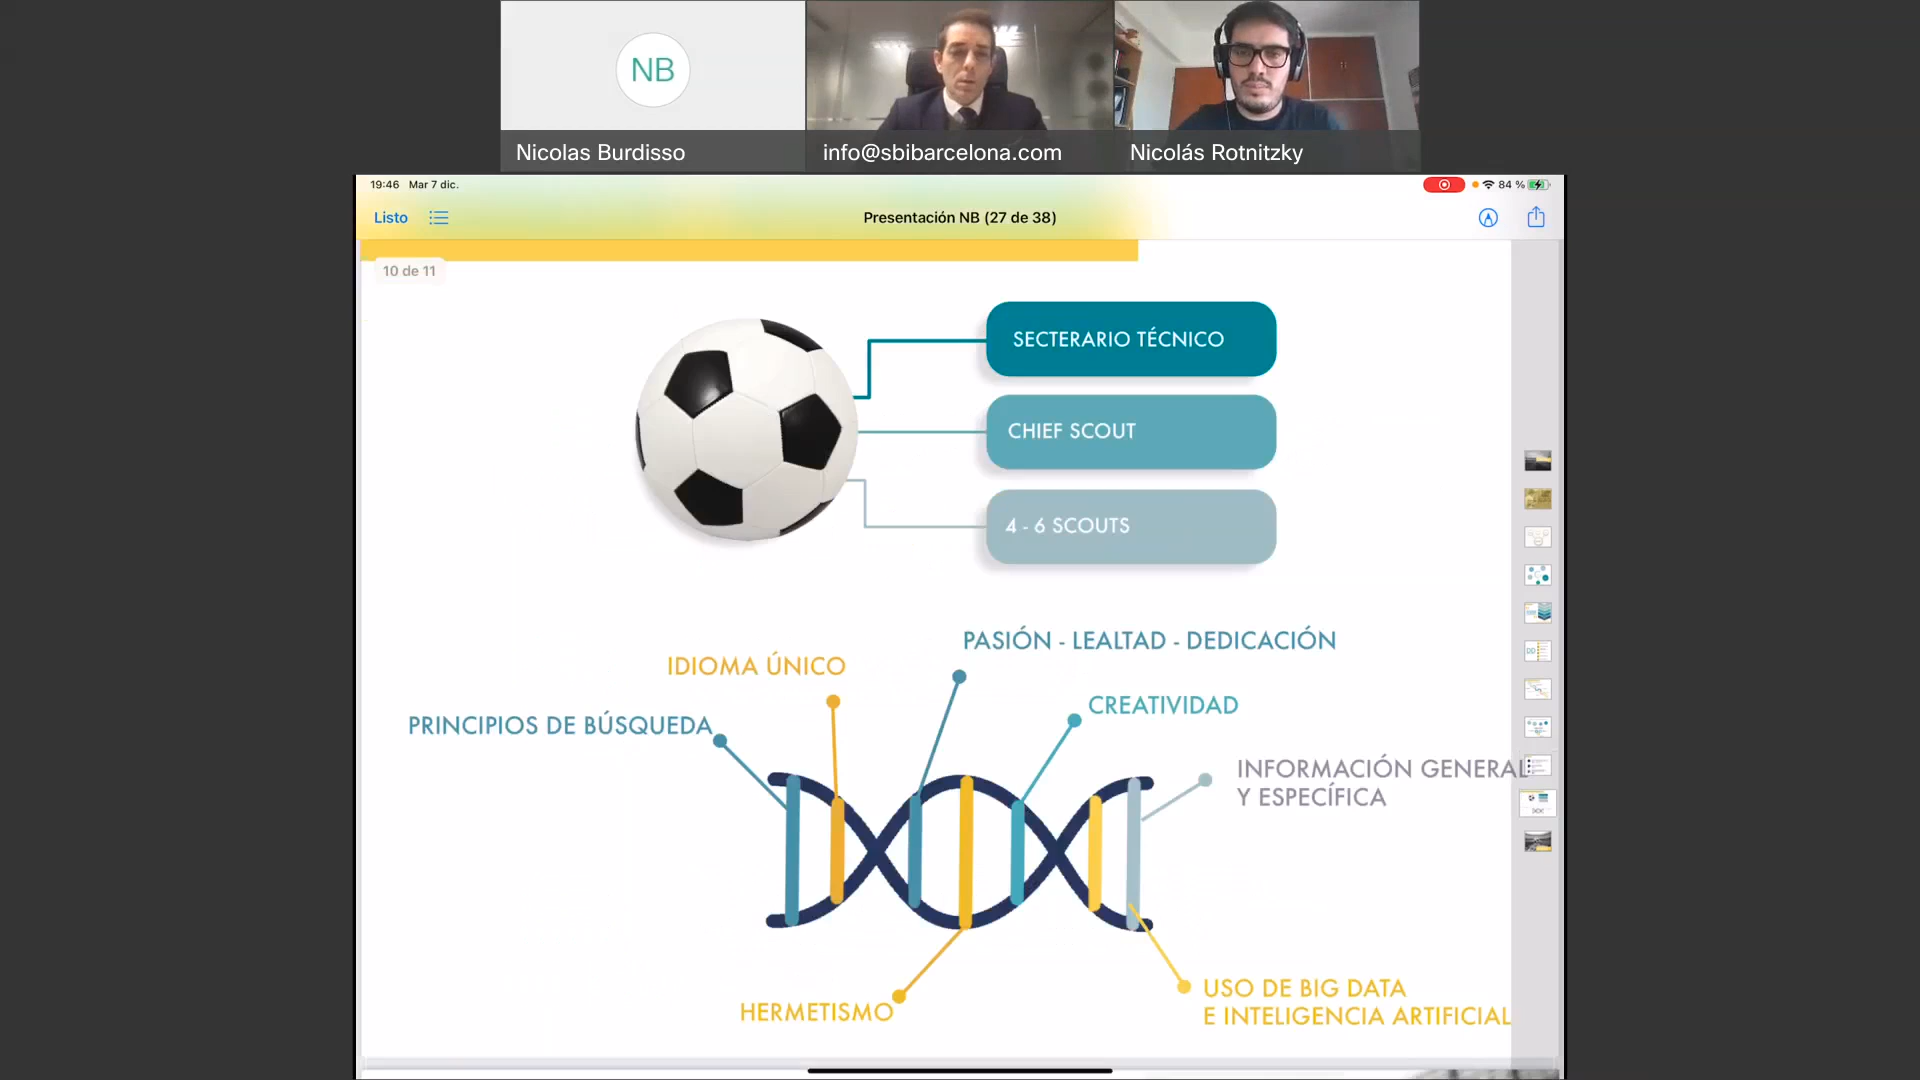 NB
Nicolas Burdisso
info@sbibarcelona.com
Nicolás Rotnitzky
19:46 Mar 7 dic.
84 %
Listo
Presentación NB (27 de 38)
10 de 11
SECTERARIO TÉCNICO
CHIEF SCOUT
4 - 6 SCOUTS
PASIÓN - LEALTAD - DEDICACIÓN
IDIOMA ÚNICO
CREATIVIDAD
PRINCIPIOS DE BÚSQUEDA
INFORMACIÓN GENERAL
Y ESPECÍFICA
USO DE BIG DATA
E INTELIGENCIA ARTIFICIAL
HERMETISMO